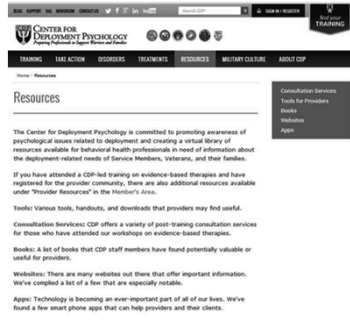 BLOG SUPPORT FAQ HOMEROOM CONTACT US
Search CDP
SIGN IN / REGISTER
find your
TRAINING
CENTER FOR
DEPLOYMENT PSYCHOLOGY
Preparing Professionals to Support Warriors and Families
TRAINING TAKE ACTION DISORDERS TREATMENTS RESOURCES MILITARY CULTURE ABOUT CDP
Home / Resources
Resources
Consultation Services
Tools for Providers
Books
Websites
Apps
The Center for Deployment Psychology is committed to promoting awareness of
psychological issues related to deployment and creating a virtual library of
resources available for behavioral health professionals in need of information about
the deployment-related needs of Service Members, Veterans, and their families.
If you have attended a CDP-led training on evidence-based therapies and have
registered for the provider community, there are also additional resources available
under "Provider Resources" in the Member's Area.
Tools: Various tools, handouts, and downloads that providers may find useful.
Consultation Services: CDP offers a variety of post-training consultation services
for those who have attended our workshops on evidence-based therapies.
Books: A list of books that CDP staff members have found potentially valuable or
useful for providers.
Websites: There are many websites out there that offer important information.
We've compiled a list of a few that are especially notable.
Apps: Technology is becoming an ever-important part of all of our lives. We've
found a few smart phone apps that can help providers and their clients.